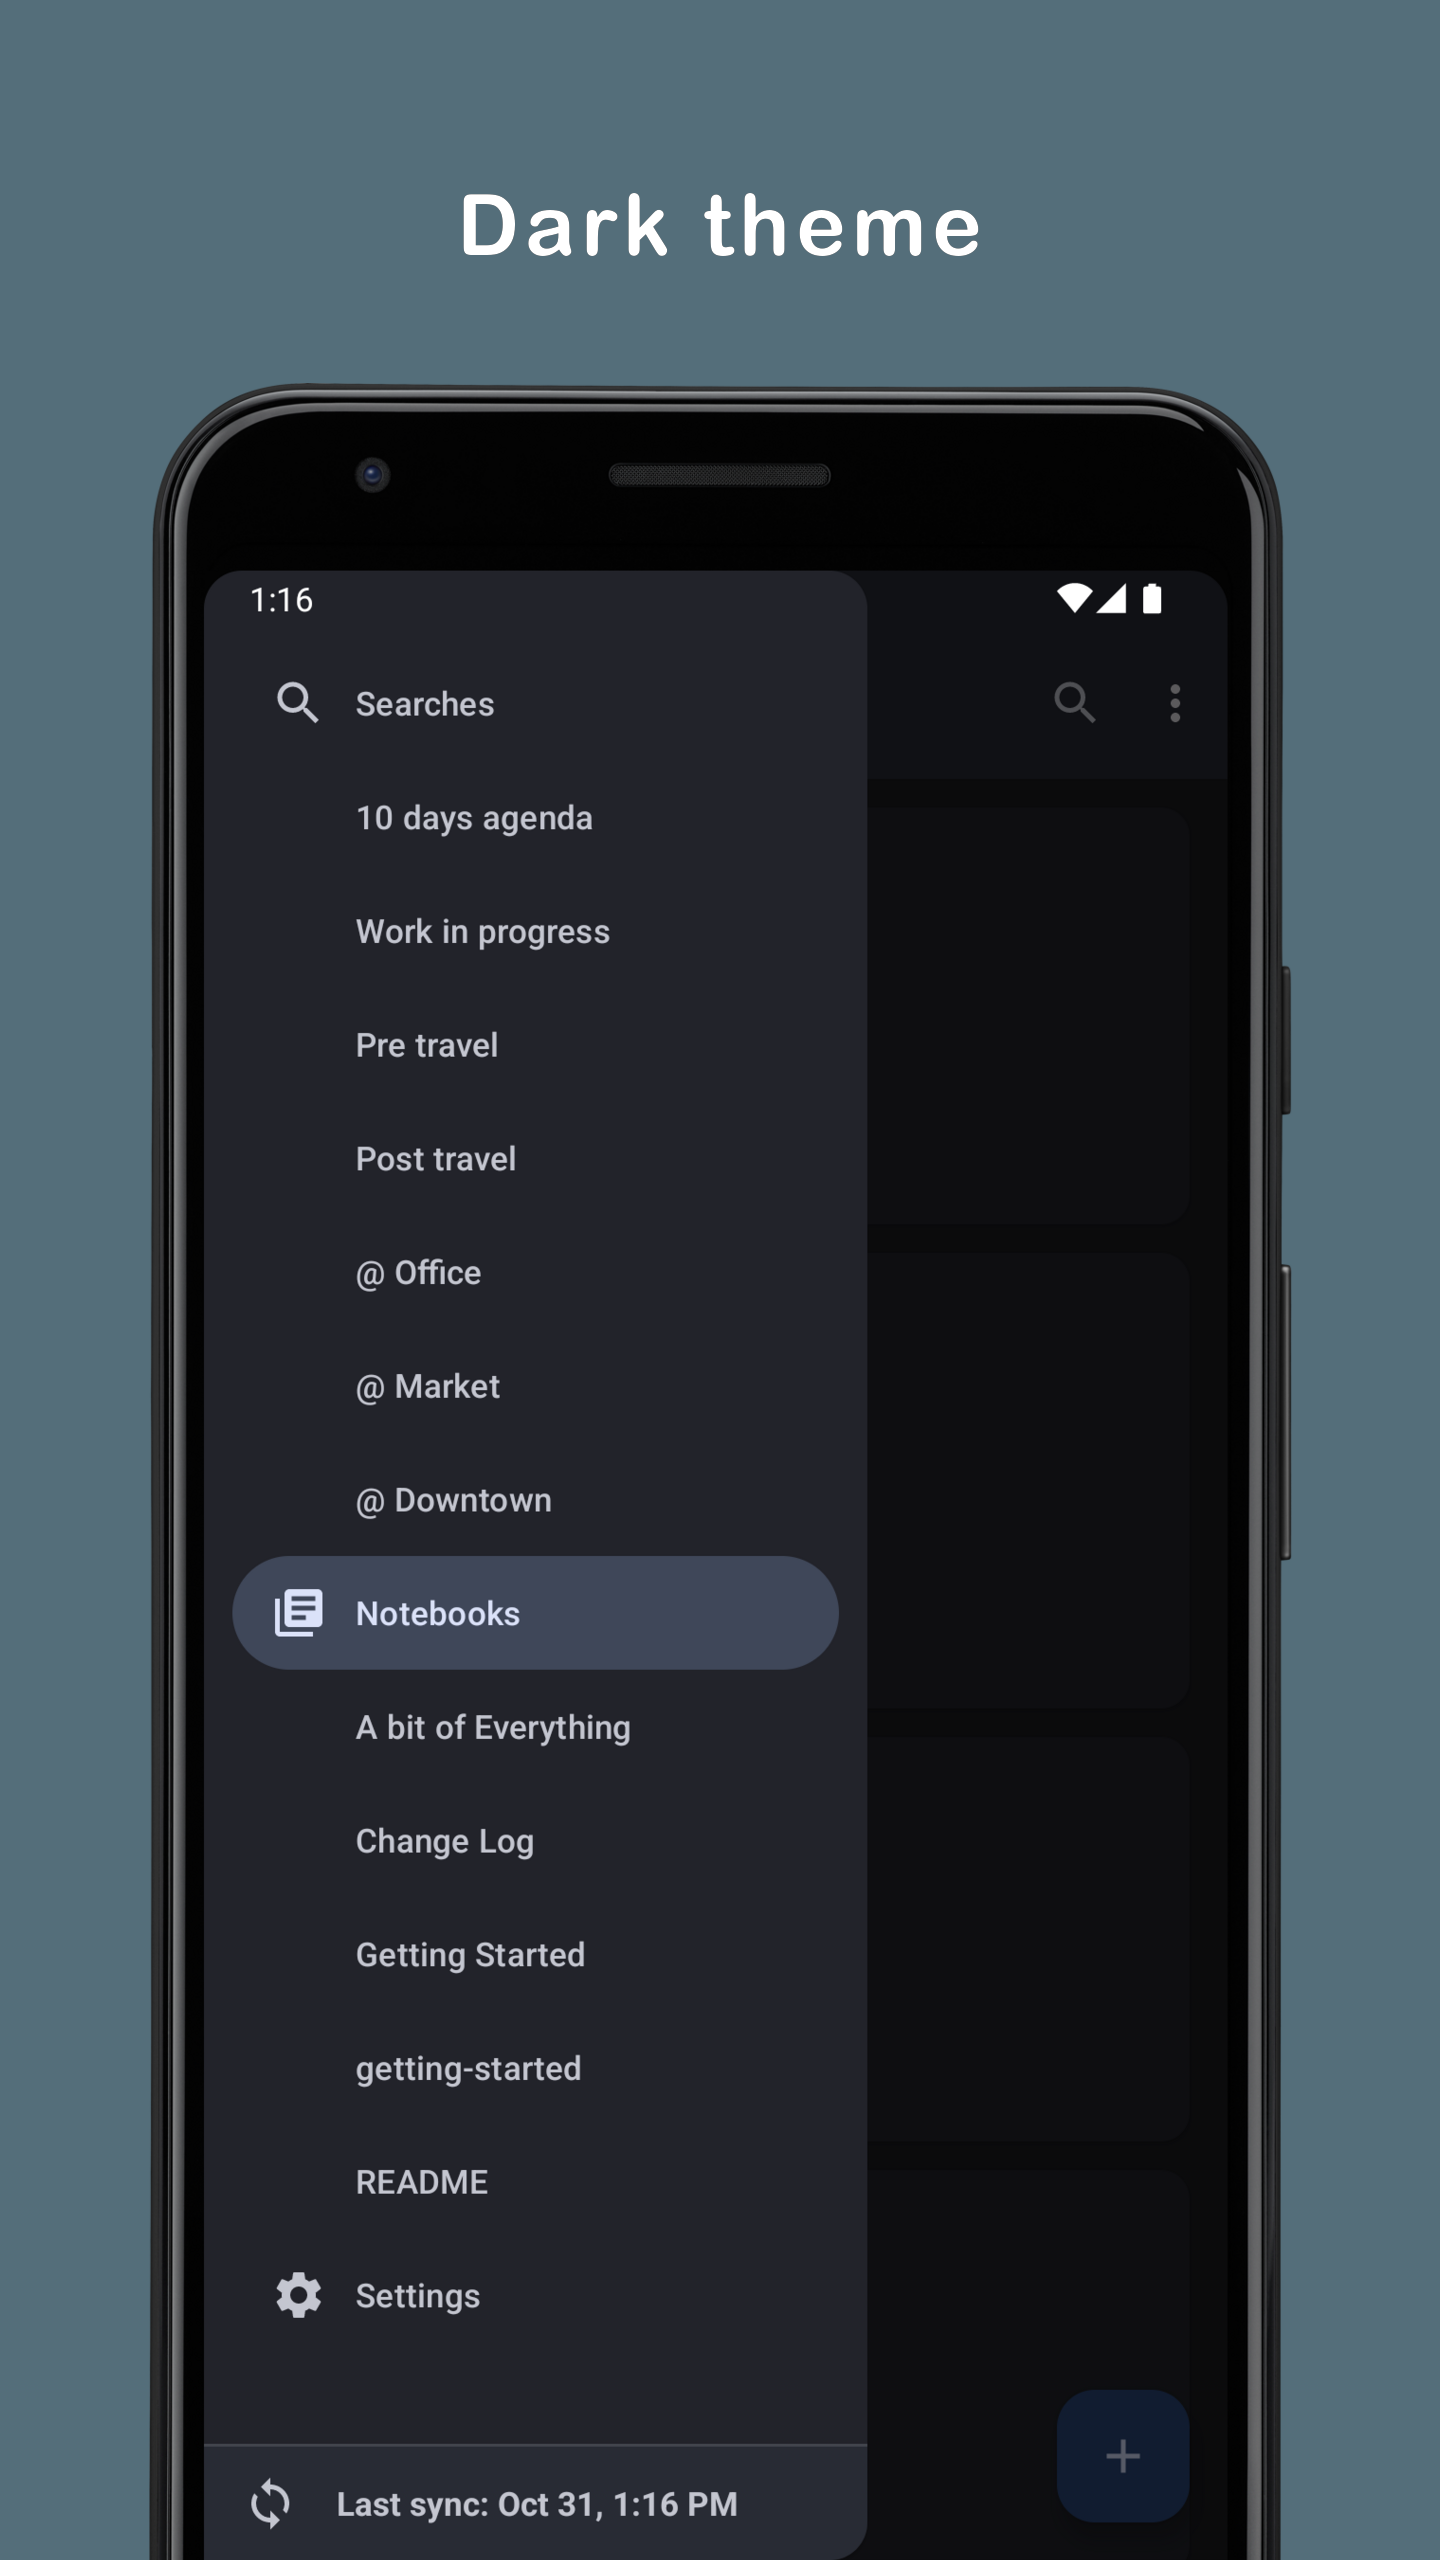 Dark theme
1:16
Searches
10 days agenda
Work in progress
Pre travel
Post travel
@ Office
@ Market
@ Downtown
Notebooks
A bit of Everything
Change Log
Getting Started
getting-started
README
Settings
Last sync: Oct 31, 1:16 PM